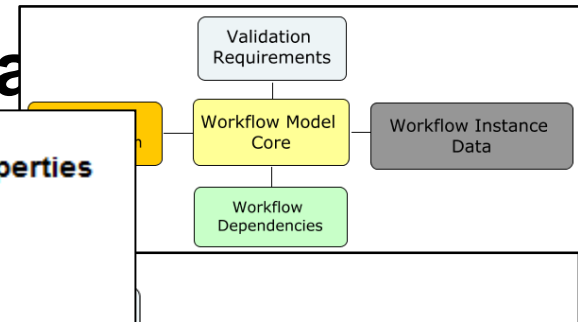 Validation
Requirements
Workflow Model
Core
Workflow Instance
Data
perties
Workflow
Dependencies